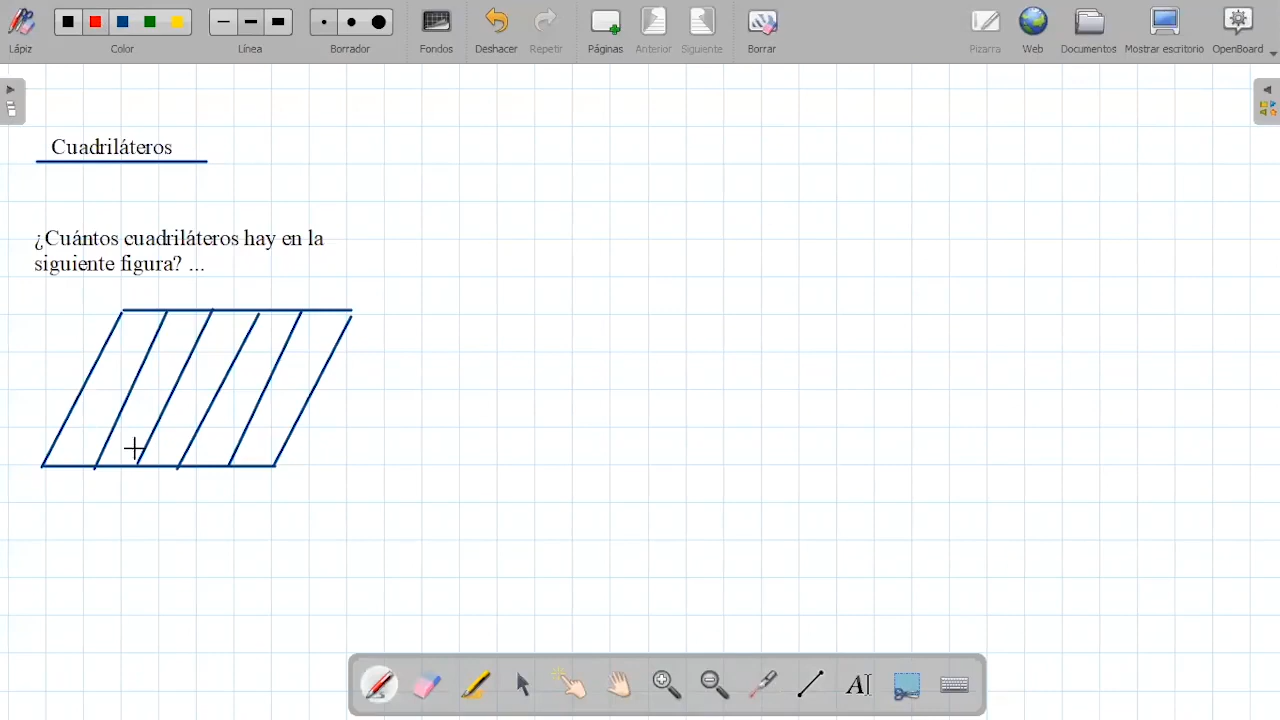 Lápiz
Color
Línea
Borrador
Fondos
Deshacer
Repetir
Páginas
Anterior
Siguiente
Borrar
Pizarra
Web
Documentos
Mostrar escritorio
OpenBoard
Cuadriláteros
¿Cuántos cuadriláteros hay en la
siguiente figura? ...